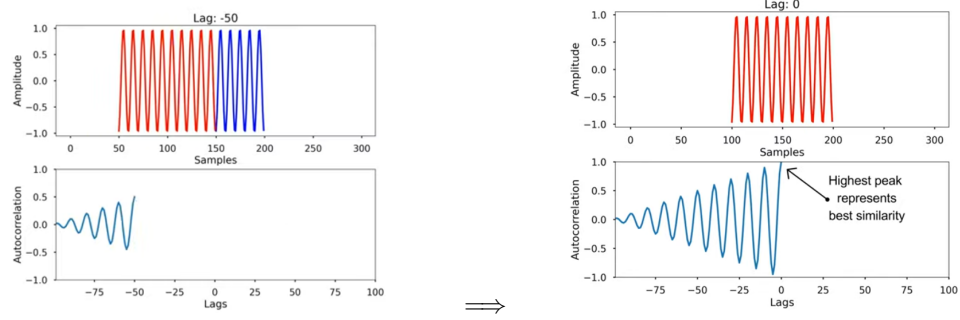 Lag: -50
1.0
0.5
0.0
−0.5
−1.0
Amplitude
0 50 100 150 200 250 300
Samples
1.0
0.5
0.0
−0.5
−1.0
Autocorrelation
−75 −50 −25 0 25 50 75 100
Lags
⟹
Lag: 0
1.0
0.5
0.0
−0.5
−1.0
Amplitude
0 50 100 150 200 250 300
Samples
1.0
0.5
0.0
−0.5
−1.0
Autocorrelation
Highest peak
represents
best similarity
−75 −50 −25 0 25 50 75 100
Lags